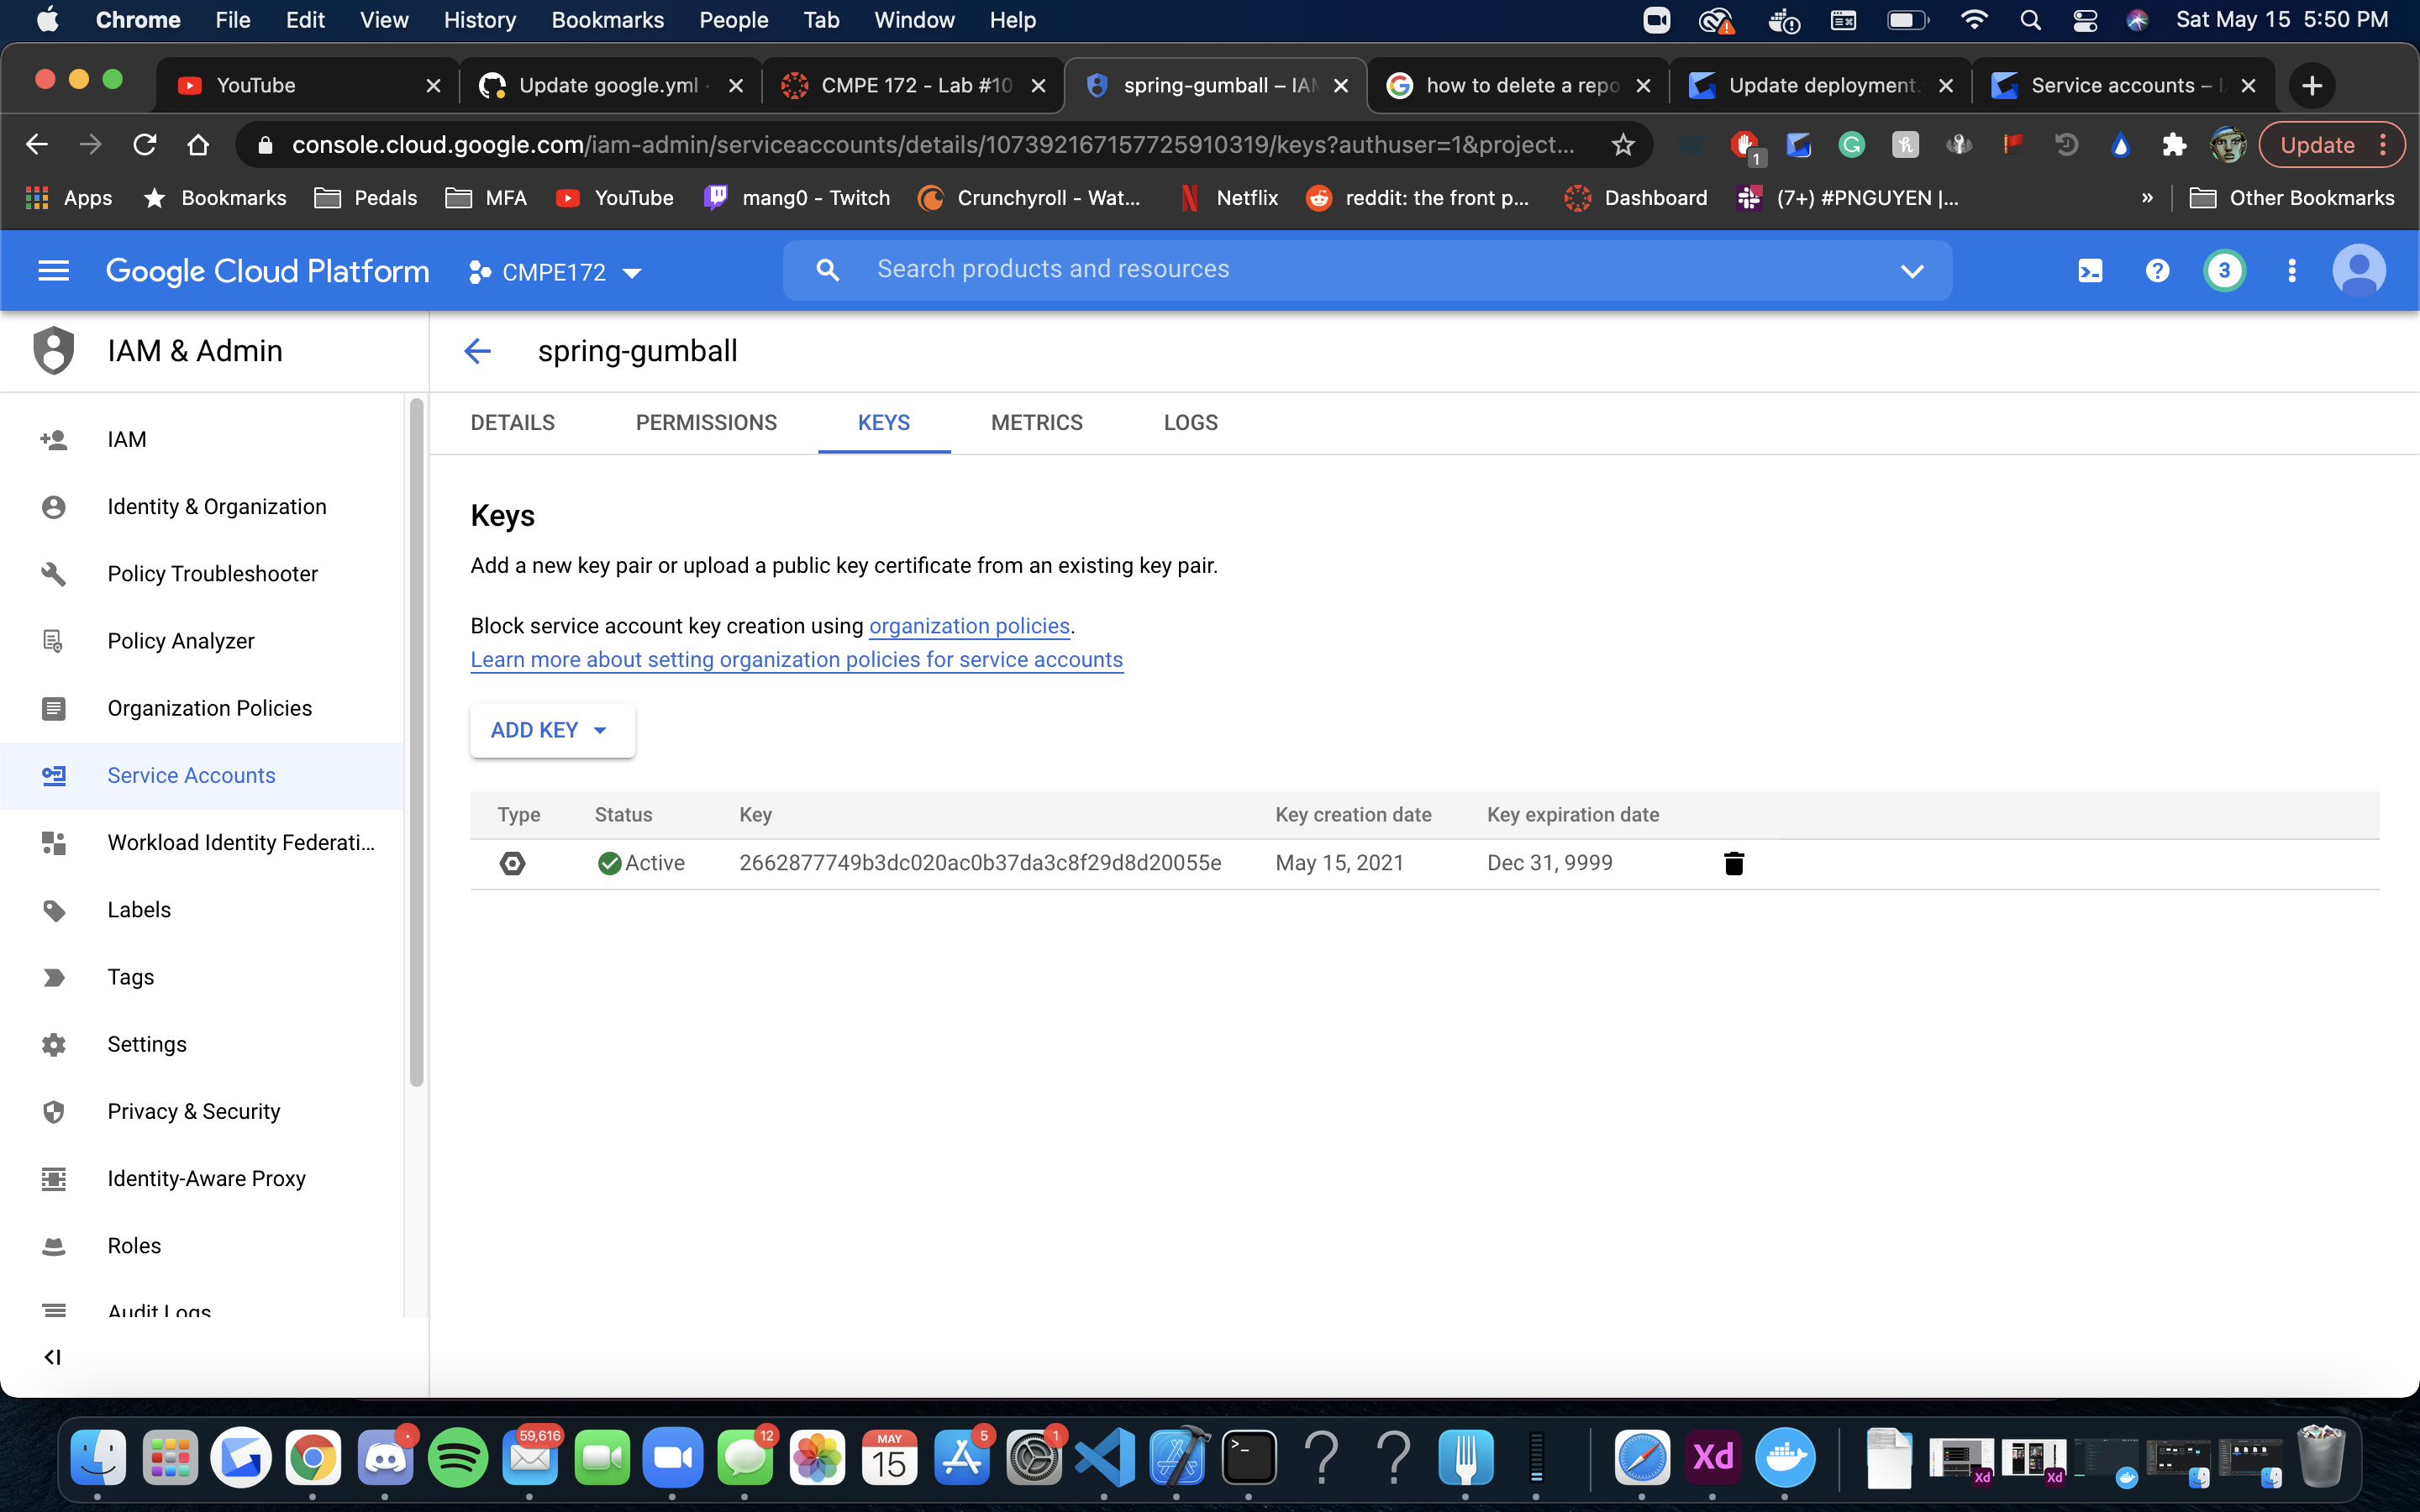 Chrome File Edit View History Bookmarks People Tab Window Help Sat May 15 5:50 PM
YouTube Update google.yml CMPE 172 - Lab #10 spring-gumball – IAM how to delete a repo Update deployment. Service accounts –
console.cloud.google.com/iam-admin/serviceaccounts/details/107392167157725910319/keys?authuser=1&project... 1 Update
Apps Bookmarks Pedals MFA YouTube mang0 - Twitch Crunchyroll - Wat... Netflix reddit: the front p... Dashboard (7+) #PNGUYEN |... » Other Bookmarks
Google Cloud Platform CMPE172 Search products and resources 3
IAM & Admin
spring-gumball
DETAILS PERMISSIONS KEYS METRICS LOGS
IAM
Identity & Organization
Policy Troubleshooter
Policy Analyzer
Organization Policies
Service Accounts
Workload Identity Federati...
Labels
Tags
Settings
Privacy & Security
Identity-Aware Proxy
Roles
Audit Logs
Keys
Add a new key pair or upload a public key certificate from an existing key pair.
Block service account key creation using organization policies.
Learn more about setting organization policies for service accounts
ADD KEY
Type Status Key Key creation date Key expiration date
Active 2662877749b3dc020ac0b37da3c8f29d8d20055e May 15, 2021 Dec 31, 9999
59,616 12 MAY 15 5 1 Xd Xd Xd